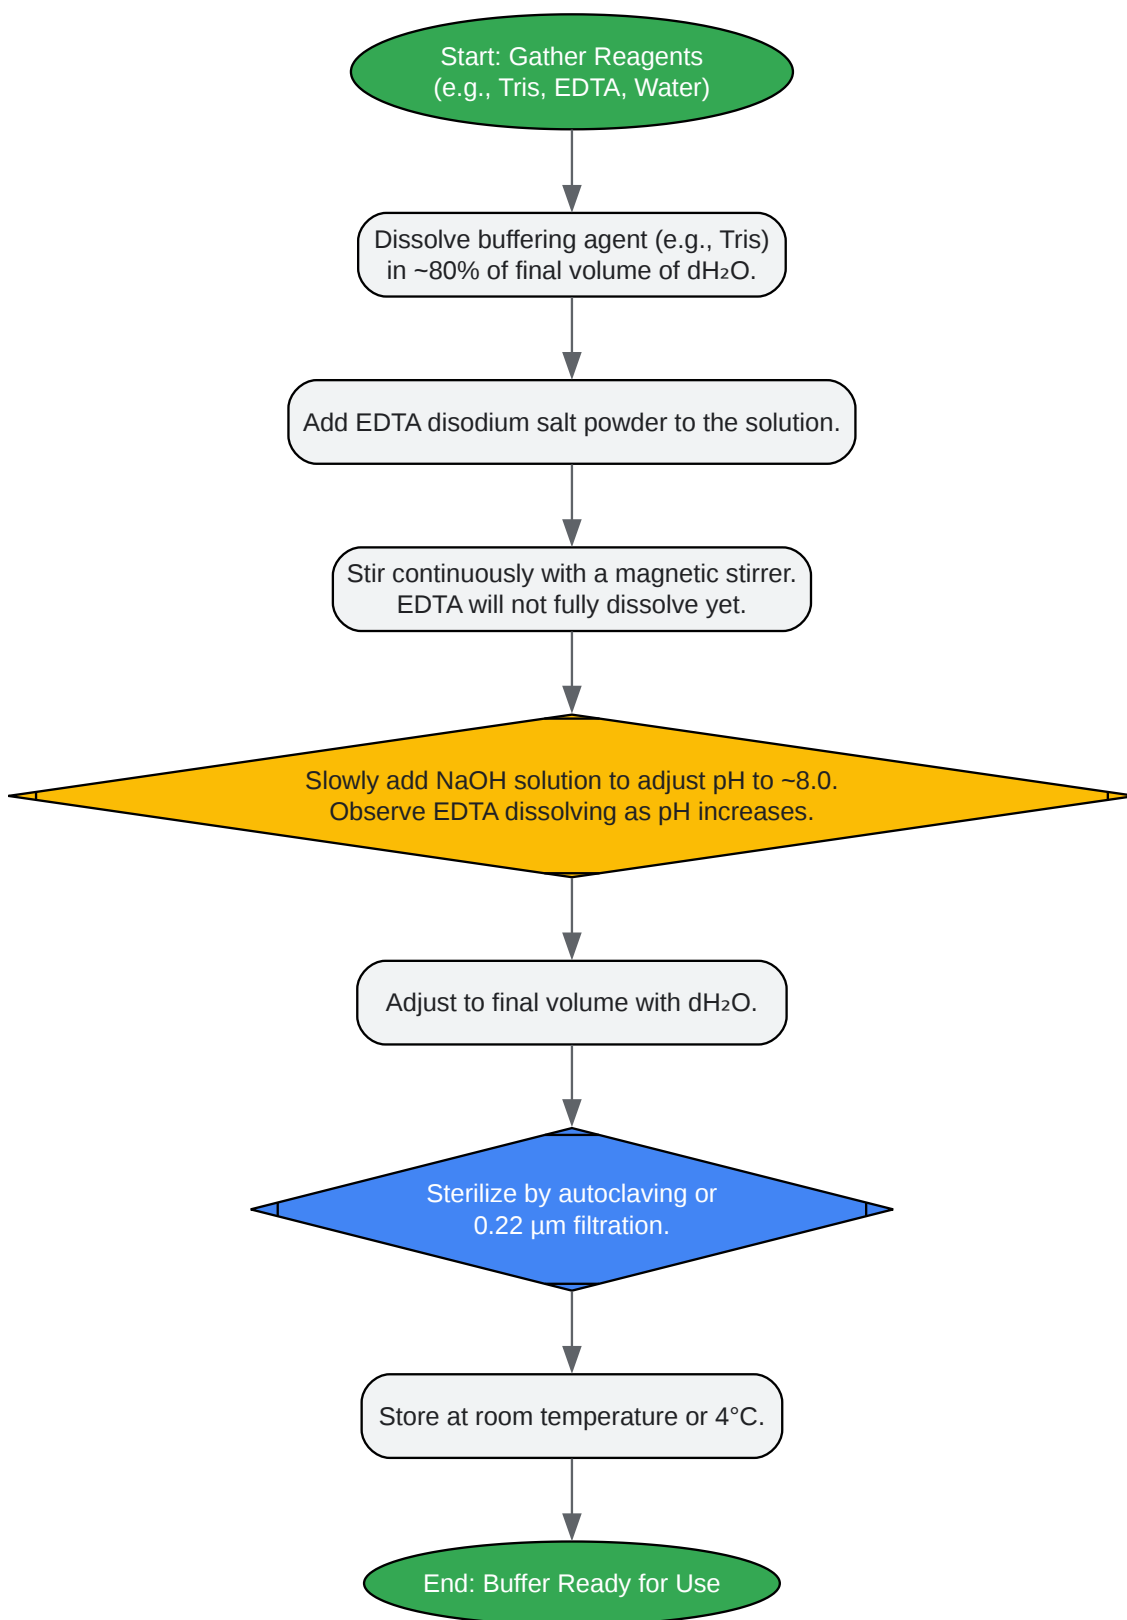 Start: Gather Reagents
(e.g., Tris, EDTA, Water)
Dissolve buffering agent (e.g., Tris)
in ~80% of final volume of dH₂O.
Add EDTA disodium salt powder to the solution.
Stir continuously with a magnetic stirrer.
EDTA will not fully dissolve yet.
Slowly add NaOH solution to adjust pH to ~8.0.
Observe EDTA dissolving as pH increases.
Adjust to final volume with dH₂O.
Sterilize by autoclaving or
0.22 µm filtration.
Store at room temperature or 4°C.
End: Buffer Ready for Use